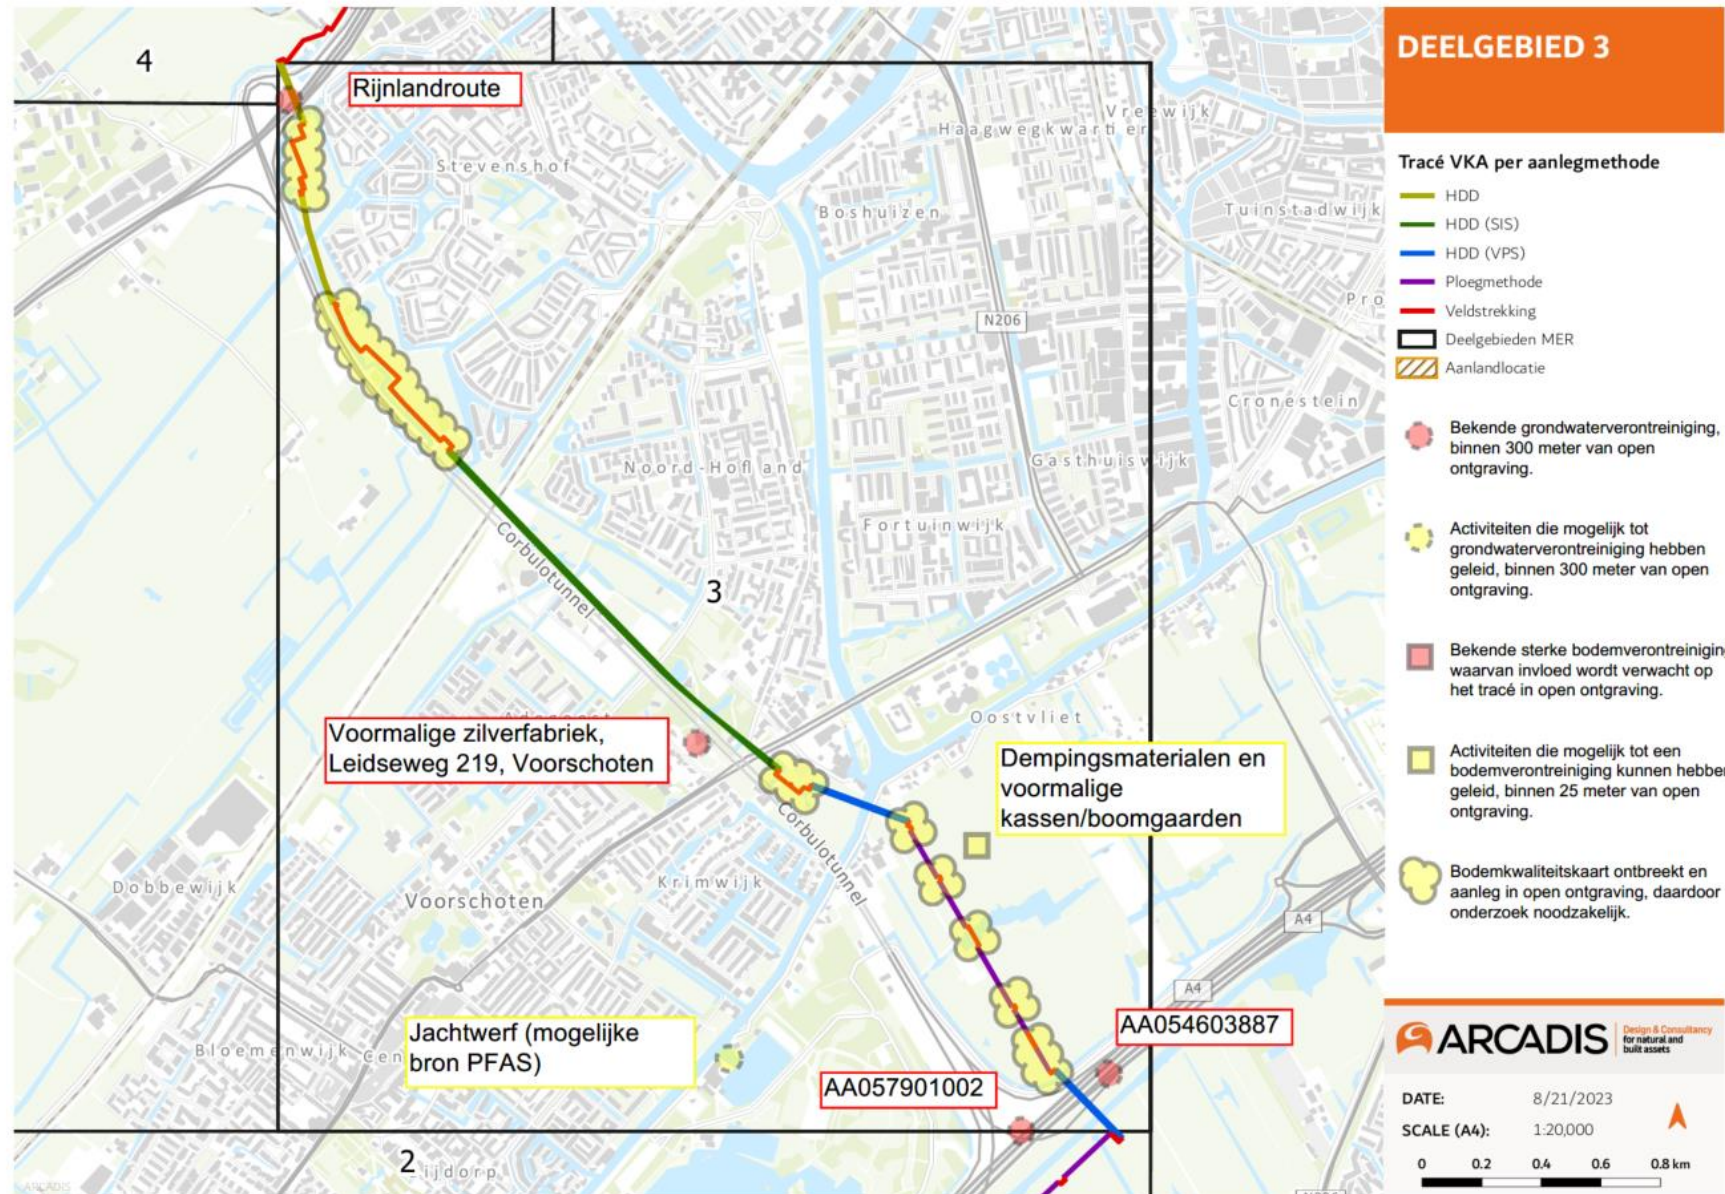 4
Rijnlandroute
Stevenshof
Haagwegkwartier
Vreewijk
Boshuizen
Tuinstadwijk
N206
Pro
Cronestein
Noord-Hofland
Gasthuiswijk
Fortuinwijk
Corbulotunnel
3
Voormalige zilverfabriek,
Leidseweg 219, Voorschoten
Oostvliet
Dempingsmaterialen en
voormalige
kassen/boomgaarden
Corbulotunnel
Dobbewijk
Voorschoten
Krimwijk
A4
A4
Bloemenwijk
Cen
Jachtwerf (mogelijke
bron PFAS)
AA054603887
AA057901002
2
ijdorp
ARCADIS
DEELGEBIED 3
Tracé VKA per aanlegmethode
HDD
HDD (SIS)
HDD (VPS)
Ploegmethode
Veldstrekking
Deelgebieden MER
Aanlandlocatie
Bekende grondwaterverontreiniging,
binnen 300 meter van open
ontgraving.
Activiteiten die mogelijk tot
grondwaterverontreiniging hebben
geleid, binnen 300 meter van open
ontgraving.
Bekende sterke bodemverontreiniging
waarvan invloed wordt verwacht op
het tracé in open ontgraving.
Activiteiten die mogelijk tot een
bodemverontreiniging kunnen hebben
geleid, binnen 25 meter van open
ontgraving.
Bodemkwaliteitskaart ontbreekt en
aanleg in open ontgraving, daardoor
onderzoek noodzakelijk.
ARCADIS
Design & Consultancy
for natural and
built assets
DATE: 8/21/2023
SCALE (A4): 1:20,000
0 0.2 0.4 0.6 0.8 km